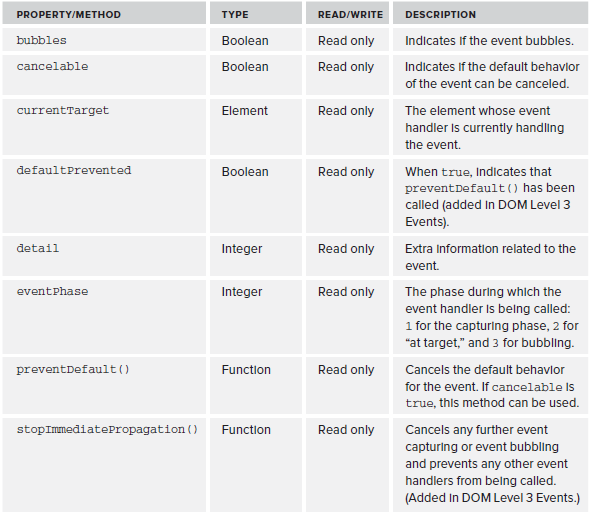 PROPERTY/METHOD TYPE READ/WRITE DESCRIPTION
bubbles Boolean Read only Indicates if the event bubbles.
cancelable Boolean Read only Indicates if the default behavior
of the event can be canceled.
currentTarget Element Read only The element whose event
handler is currently handling
the event.
defaultPrevented Boolean Read only When true, indicates that
preventDefault() has been
called (added in DOM Level 3
Events).
detail Integer Read only Extra information related to the
event.
eventPhase Integer Read only The phase during which the
event handler is being called:
1 for the capturing phase, 2 for
“at target,” and 3 for bubbling.
preventDefault() Function Read only Cancels the default behavior
for the event. If cancelable is
true, this method can be used.
stopImmediatePropagation() Function Read only Cancels any further event
capturing or event bubbling
and prevents any other event
handlers from being called.
(Added in DOM Level 3 Events.)